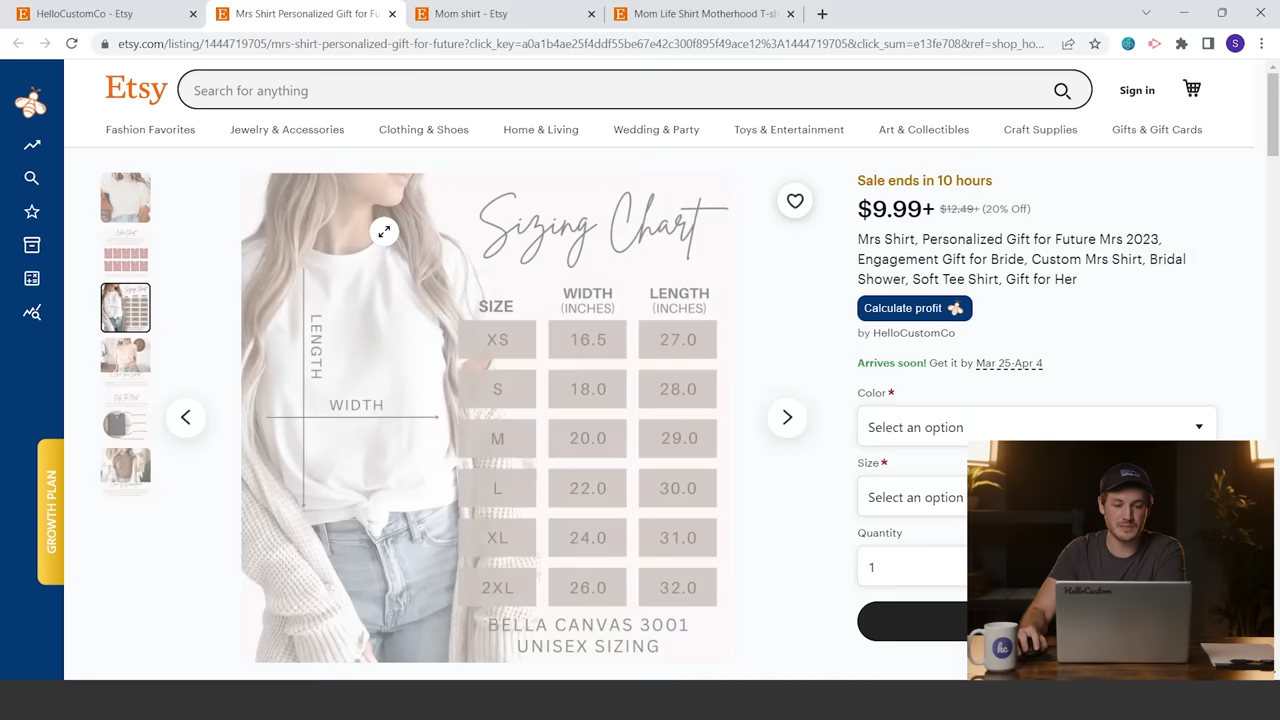 HelloCustomCo - Etsy
Mrs Shirt Personalized Gift for Fu
Mom shirt - Etsy
Mom Life Shirt Motherhood T-sh
etsy.com/listing/1444719705/mrs-shirt-personalized-gift-for-future?click_key=a0a1b4ae25f4ddf55be67e42c300f895f49ace12%3A1444719705&click_sum=e13fe708&ref=shop_ho...
S
Etsy
Search for anything
Sign in
Fashion Favorites
Jewelry & Accessories
Clothing & Shoes
Home & Living
Wedding & Party
Toys & Entertainment
Art & Collectibles
Craft Supplies
Gifts & Gift Cards
GROWTH PLAN
Sizing Chart
SIZE WIDTH (INCHES) LENGTH (INCHES)
XS 16.5 27.0
S 18.0 28.0
M 20.0 29.0
L 22.0 30.0
XL 24.0 31.0
2XL 26.0 32.0
BELLA CANVAS 3001
UNISEX SIZING
LENGTH
WIDTH
Sale ends in 10 hours
$9.99+ $12.49+ (20% Off)
Mrs Shirt, Personalized Gift for Future Mrs 2023,
Engagement Gift for Bride, Custom Mrs Shirt, Bridal
Shower, Soft Tee Shirt, Gift for Her
Calculate profit
by HelloCustomCo
Arrives soon! Get it by Mar 25-Apr 4
Color*
Select an option
Size*
Select an option
Quantity
1
HelloCustom
hc